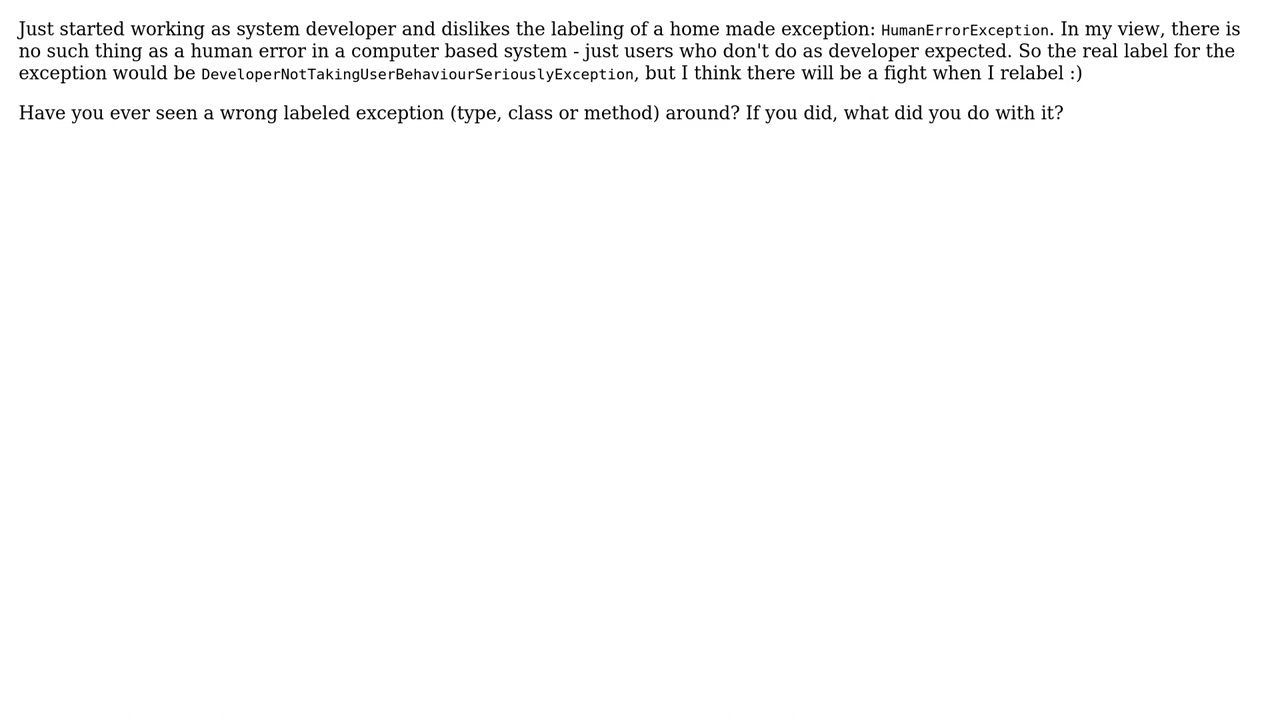 Just started working as system developer and dislikes the labeling of a home made exception: HumanErrorException. In my view, there is
no such thing as a human error in a computer based system - just users who don't do as developer expected. So the real label for the
exception would be DeveloperNotTakingUserBehaviourSeriouslyException, but I think there will be a fight when I relabel :)
Have you ever seen a wrong labeled exception (type, class or method) around? If you did, what did you do with it?